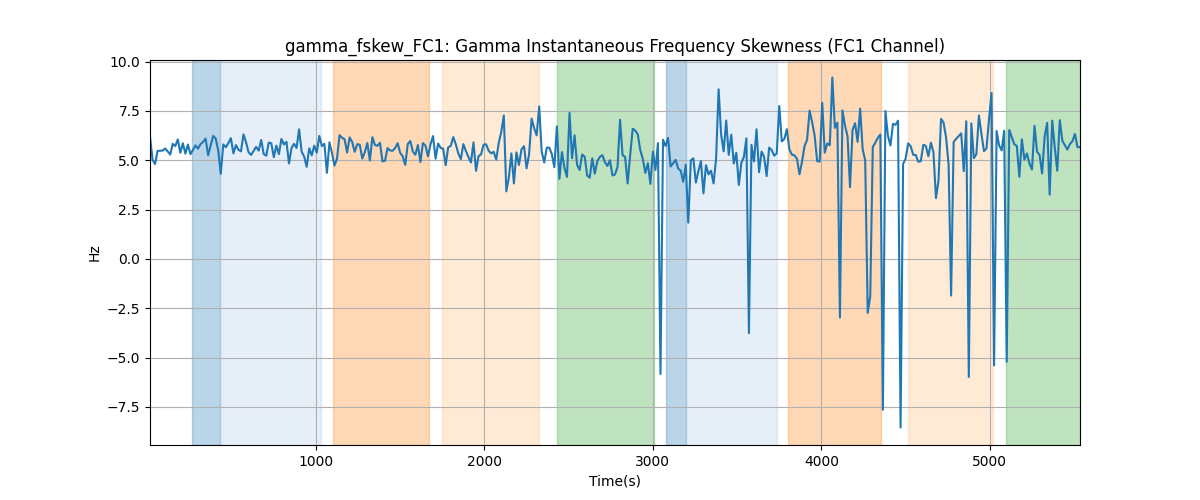 gamma_fskew_FC1: Gamma Instantaneous Frequency Skewness (FC1 Channel)
10.0
7.5
5.0
2.5
0.0
−2.5
−5.0
−7.5
Hz
1000 2000 3000 4000 5000
Time(s)